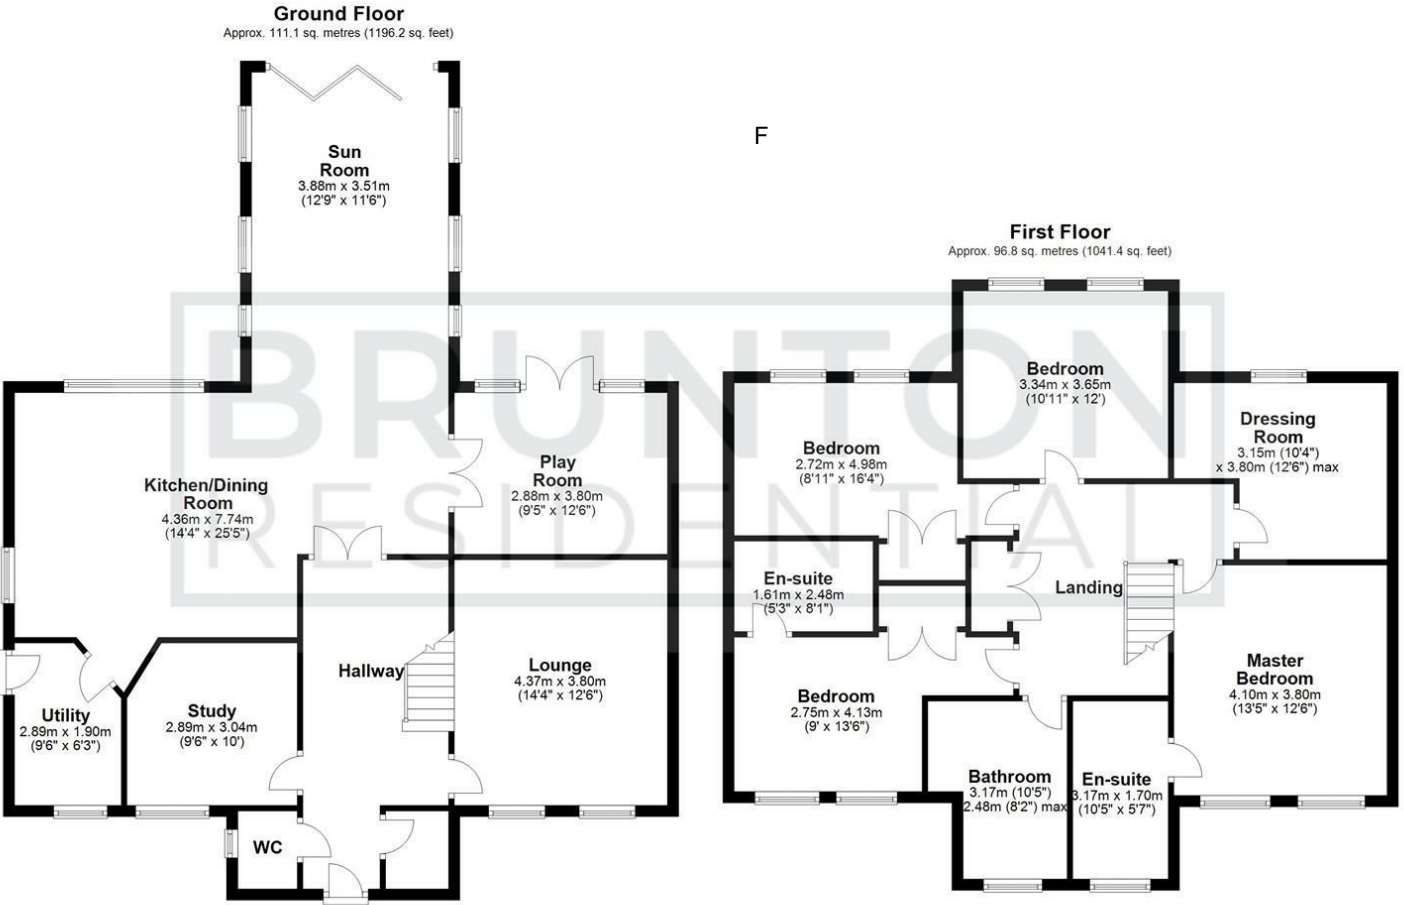 Ground Floor
Approx. 111.1 sq. metres (1196.2 sq. feet)
Sun
Room
3.88m x 3.51m
(12'9" x 11'6")
Kitchen/Dining
Room
4.36m x 7.74m
(14'4" x 25'5")
Play
Room
2.88m x 3.80m
(9'5" x 12'6")
Hallway
Lounge
4.37m x 3.80m
(14'4" x 12'6")
Utility
2.89m x 1.90m
(9'6" x 6'3")
Study
2.89m x 3.04m
(9'6" x 10')
WC
F
First Floor
Approx. 96.8 sq. metres (1041.4 sq. feet)
Bedroom
3.34m x 3.65m
(10'11" x 12')
Bedroom
2.72m x 4.98m
(8'11" x 16'4")
Dressing
Room
3.15m (10'4")
x 3.80m (12'6") max
En-suite
1.61m x 2.48m
(5'3" x 8'1")
Landing
Bedroom
2.75m x 4.13m
(9' x 13'6")
Master
Bedroom
4.10m x 3.80m
(13'5" x 12'6")
Bathroom
3.17m (10'5")
2.48m (8'2") max
En-suite
3.17m x 1.70m
(10'5" x 5'7")
BRUNTON
RESIDENTIAL